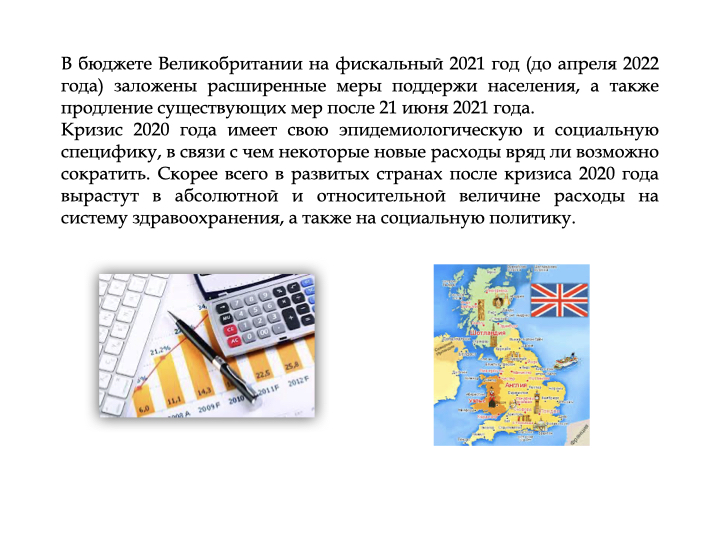 В бюджете Великобритании на фискальный 2021 год (до апреля 2022
года) заложены расширенные меры поддержи населения, а также
продление существующих мер после 21 июня 2021 года.
Кризис 2020 года имеет свою эпидемиологическую и социальную
специфику, в связи с чем некоторые новые расходы вряд ли возможно
сократить. Скорее всего в развитых странах после кризиса 2020 года
вырастут в абсолютной и относительной величине расходы на
систему здравоохранения, а также на социальную политику.
21,2%
6,0
11,1
14,3
22,5
25,8
2009 F
2010 F
2011 F
2012 F
Шотландия
Англия